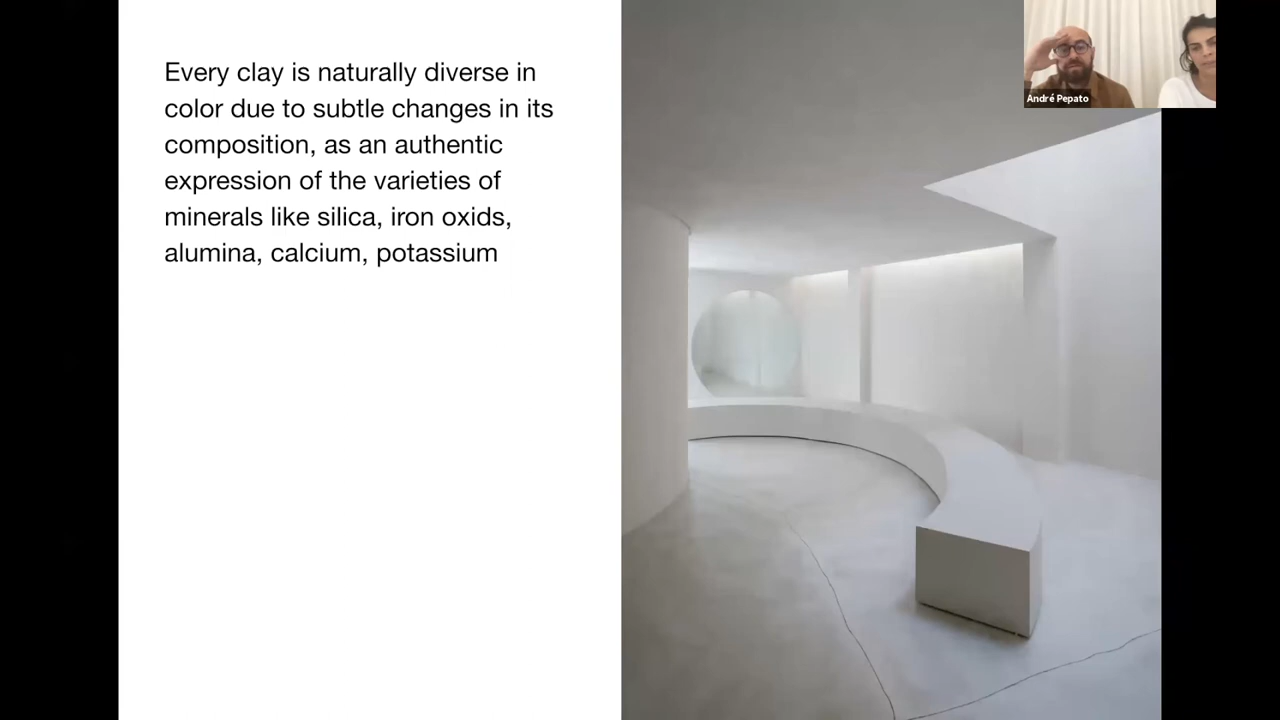 Every clay is naturally diverse in
color due to subtle changes in its
composition, as an authentic
expression of the varieties of
minerals like silica, iron oxids,
alumina, calcium, potassium
André Pepato